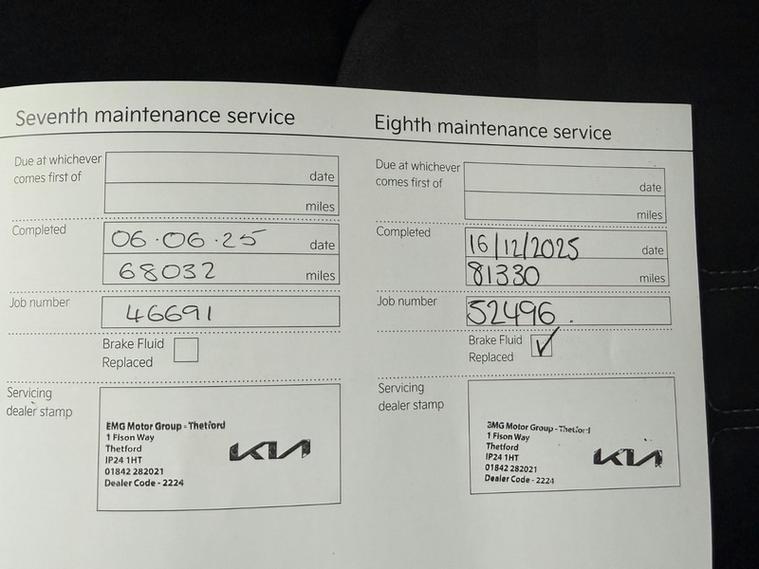 Seventh maintenance service
Due at whichever
comes first of
date
miles
Completed
06.06.25 date
68032 miles
Job number
46691
Brake Fluid
Replaced
Servicing
dealer stamp
EMG Motor Group - Thetford
1 Fison Way
Thetford
IP24 1HT
01842 282021
Dealer Code - 2224
KIA
Eighth maintenance service
Due at whichever
comes first of
date
miles
Completed
16/12/2025 date
81330 miles
Job number
52496.
Brake Fluid
Replaced ✓
Servicing
dealer stamp
EMG Motor Group - Thetford
1 Fison Way
Thetford
IP24 1HT
01842 282021
Dealer Code - 2224
KIA